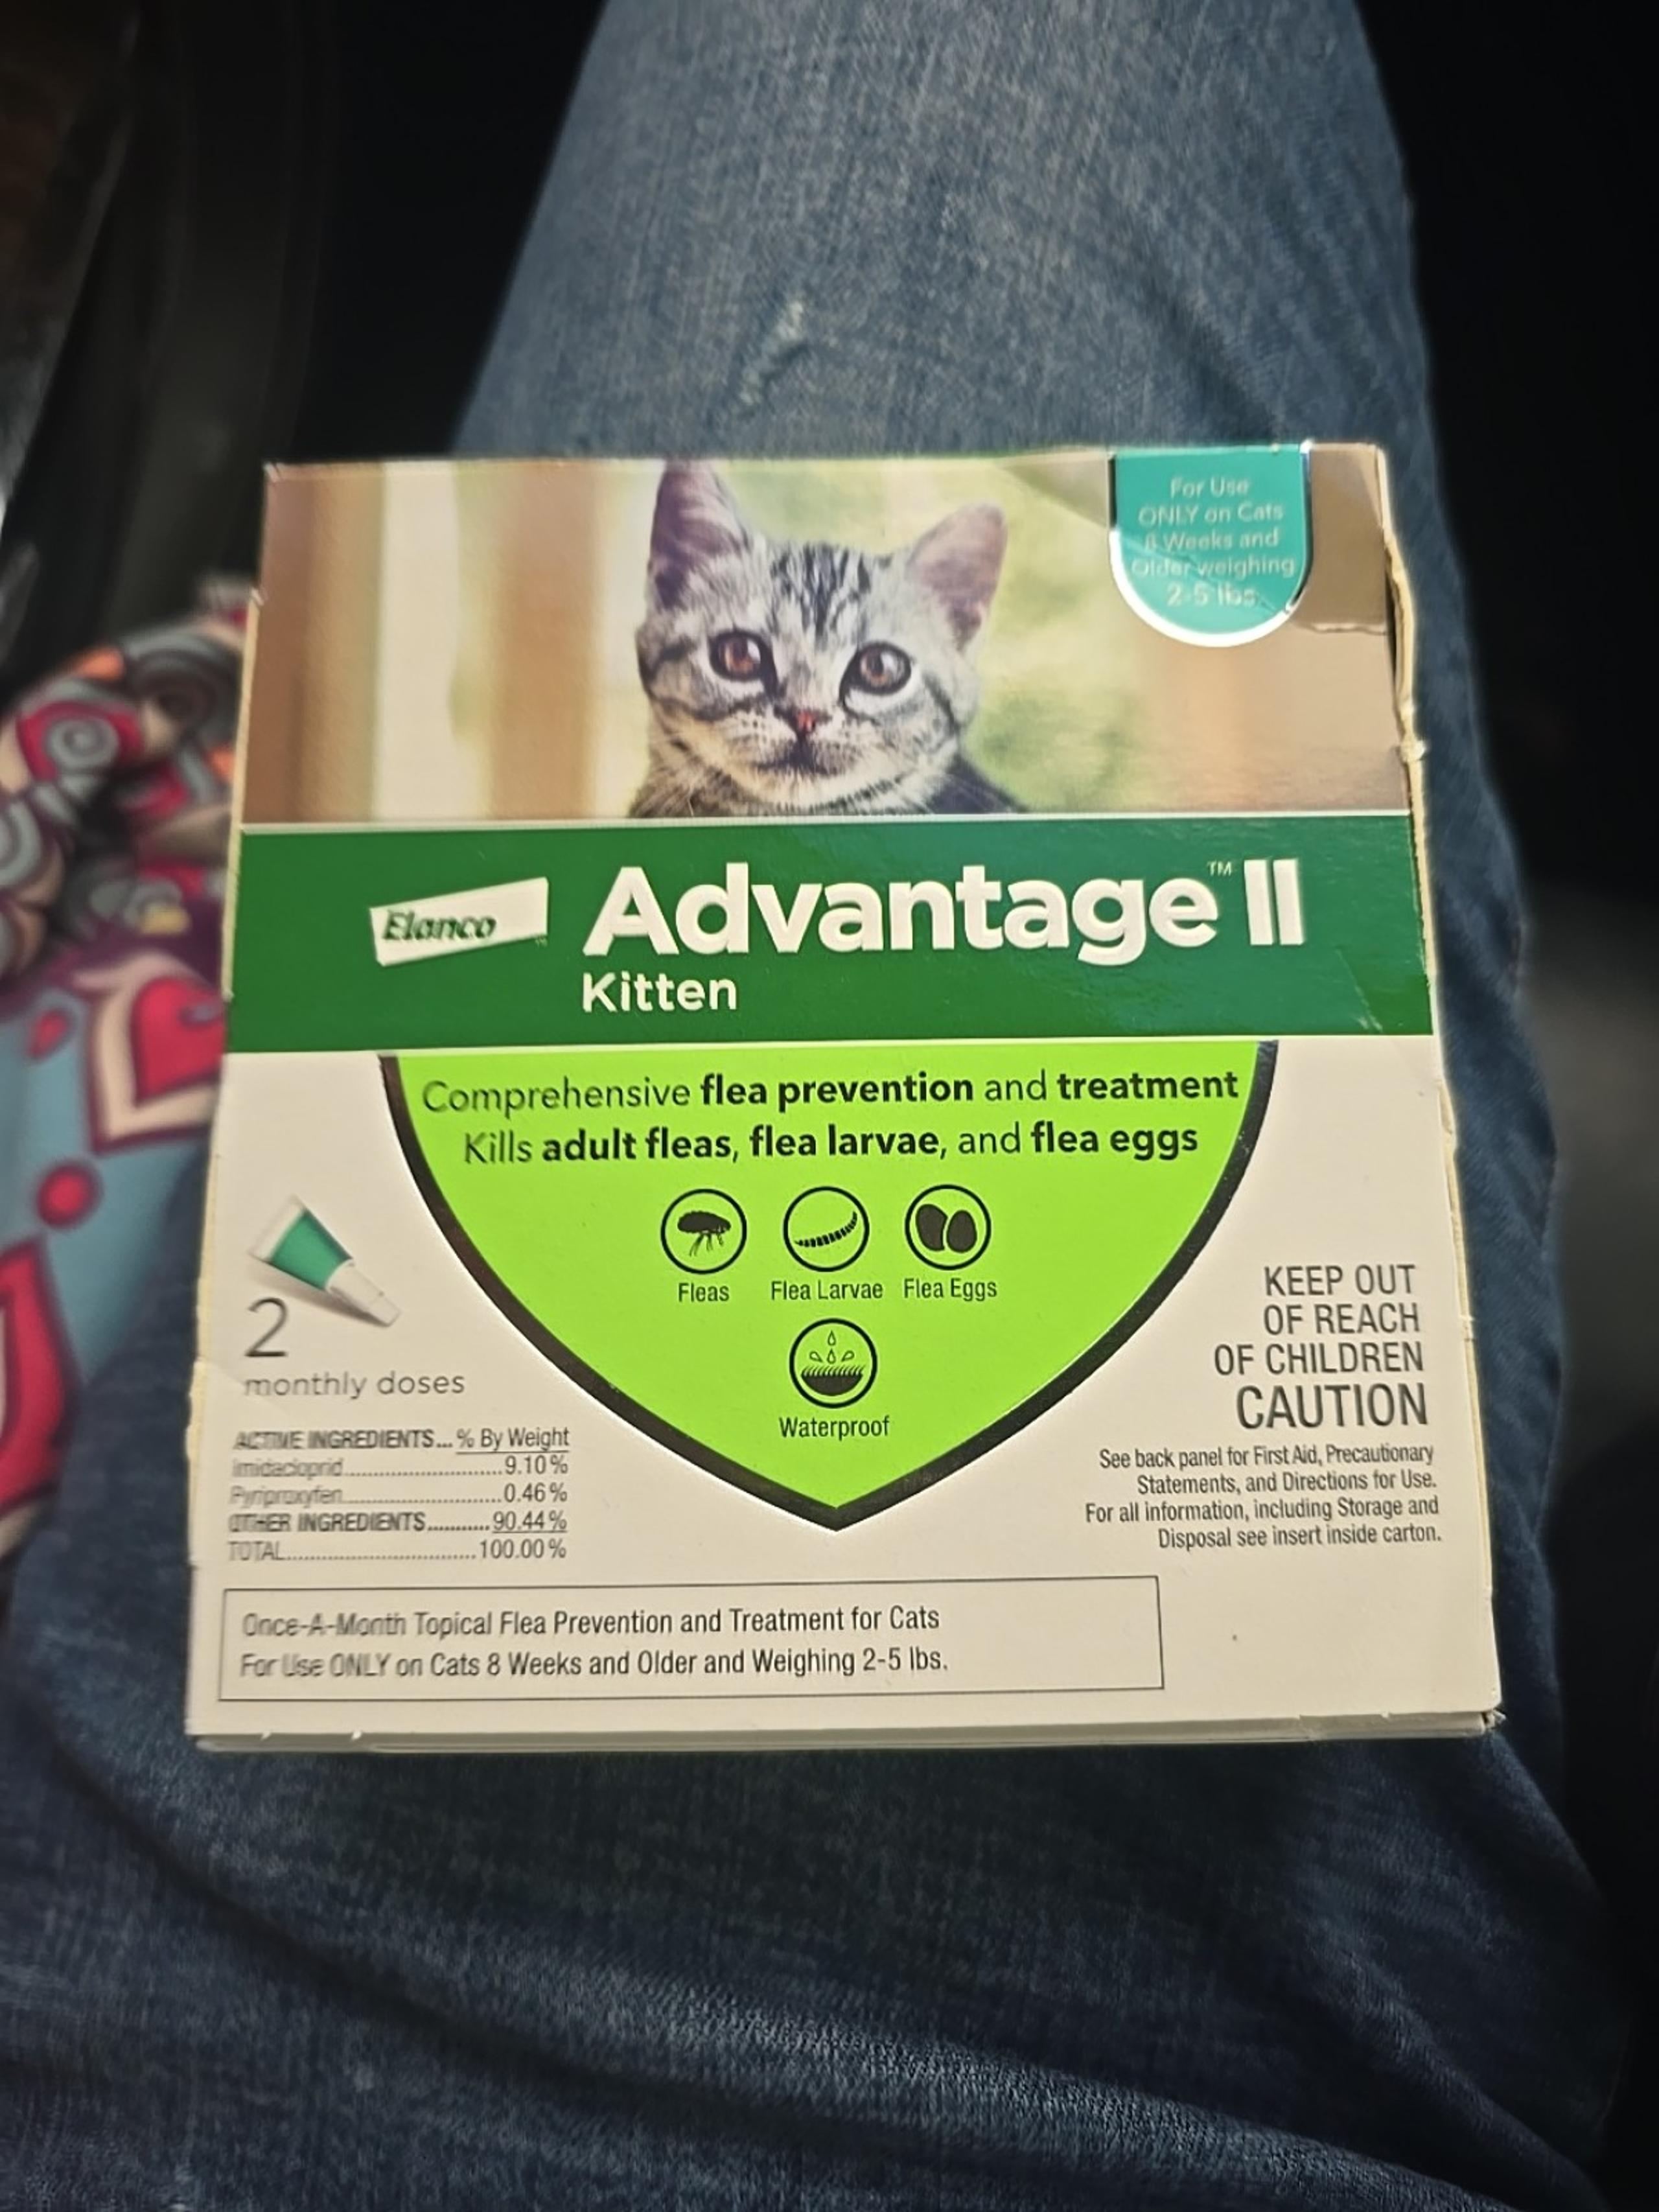 For Use
ONLY on Cats
8 Weeks and
Older weighing
2-5 lbs.
Elanco
Advantage™ II
Kitten
Comprehensive flea prevention and treatment
Kills adult fleas, flea larvae, and flea eggs
Fleas
Flea Larvae
Flea Eggs
Waterproof
2
monthly doses
ACTIVE INGREDIENTS... % By Weight
Imidacloprid..........................9.10%
Pyriproxyfen..........................0.46%
OTHER INGREDIENTS...........90.44%
TOTAL...............................100.00%
KEEP OUT
OF REACH
OF CHILDREN
CAUTION
See back panel for First Aid, Precautionary
Statements, and Directions for Use.
For all information, including Storage and
Disposal see insert inside carton.
Once-A-Month Topical Flea Prevention and Treatment for Cats
For Use ONLY on Cats 8 Weeks and Older and Weighing 2-5 lbs.